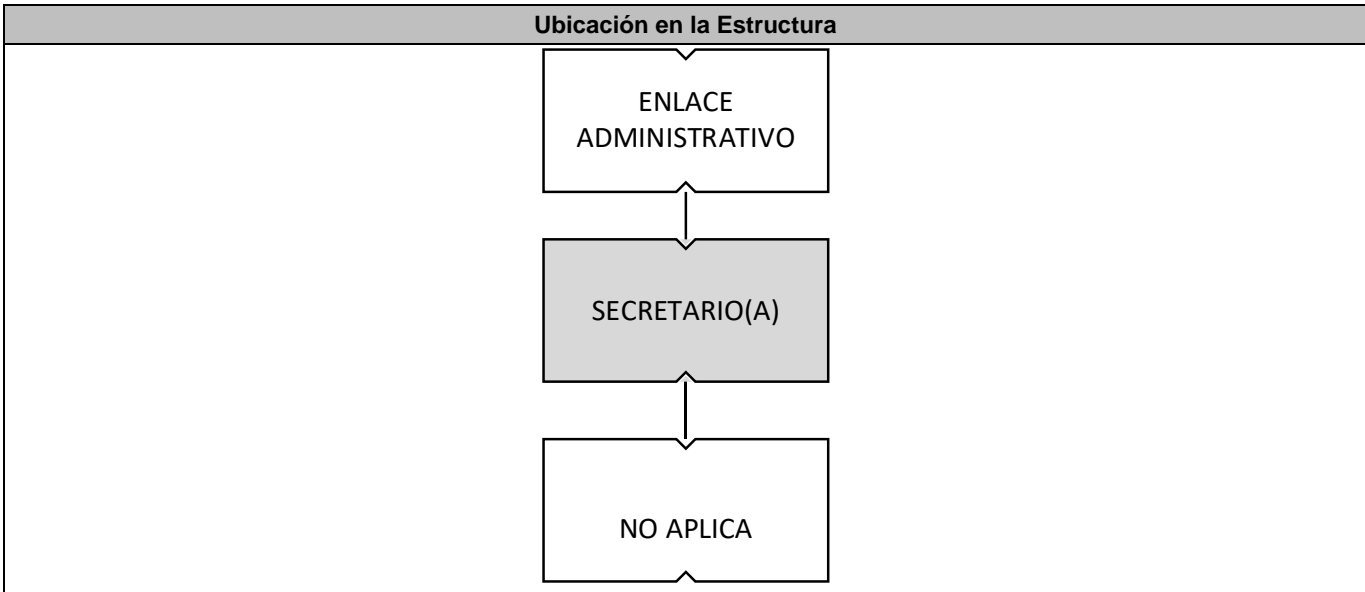 Ubicación en la Estructura
ENLACE
ADMINISTRATIVO
SECRETARIO(A)
NO APLICA